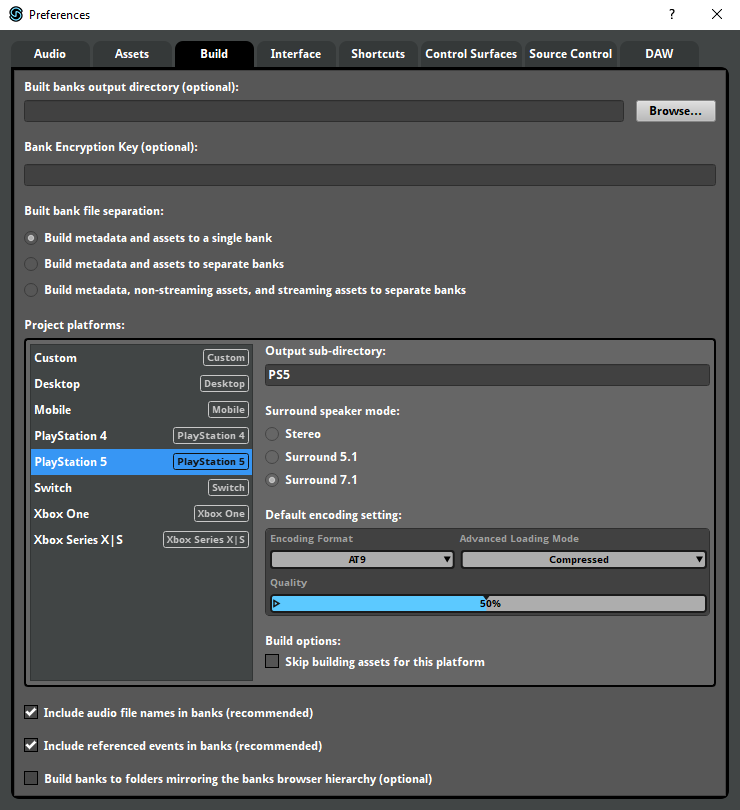 Preferences
?
Audio Assets Build Interface Shortcuts Control Surfaces Source Control DAW
Built banks output directory (optional):
Browse...
Bank Encryption Key (optional):
Built bank file separation:
Build metadata and assets to a single bank
Build metadata and assets to separate banks
Build metadata, non-streaming assets, and streaming assets to separate banks
Project platforms:
Custom Custom
Desktop Desktop
Mobile Mobile
PlayStation 4 PlayStation 4
PlayStation 5 PlayStation 5
Switch Switch
Xbox One Xbox One
Xbox Series X|S Xbox Series X|S
Output sub-directory:
PS5
Surround speaker mode:
Stereo
Surround 5.1
Surround 7.1
Default encoding setting:
Encoding Format Advanced Loading Mode
AT9 Compressed
Quality
50%
Build options:
Skip building assets for this platform
Include audio file names in banks (recommended)
Include referenced events in banks (recommended)
Build banks to folders mirroring the banks browser hierarchy (optional)